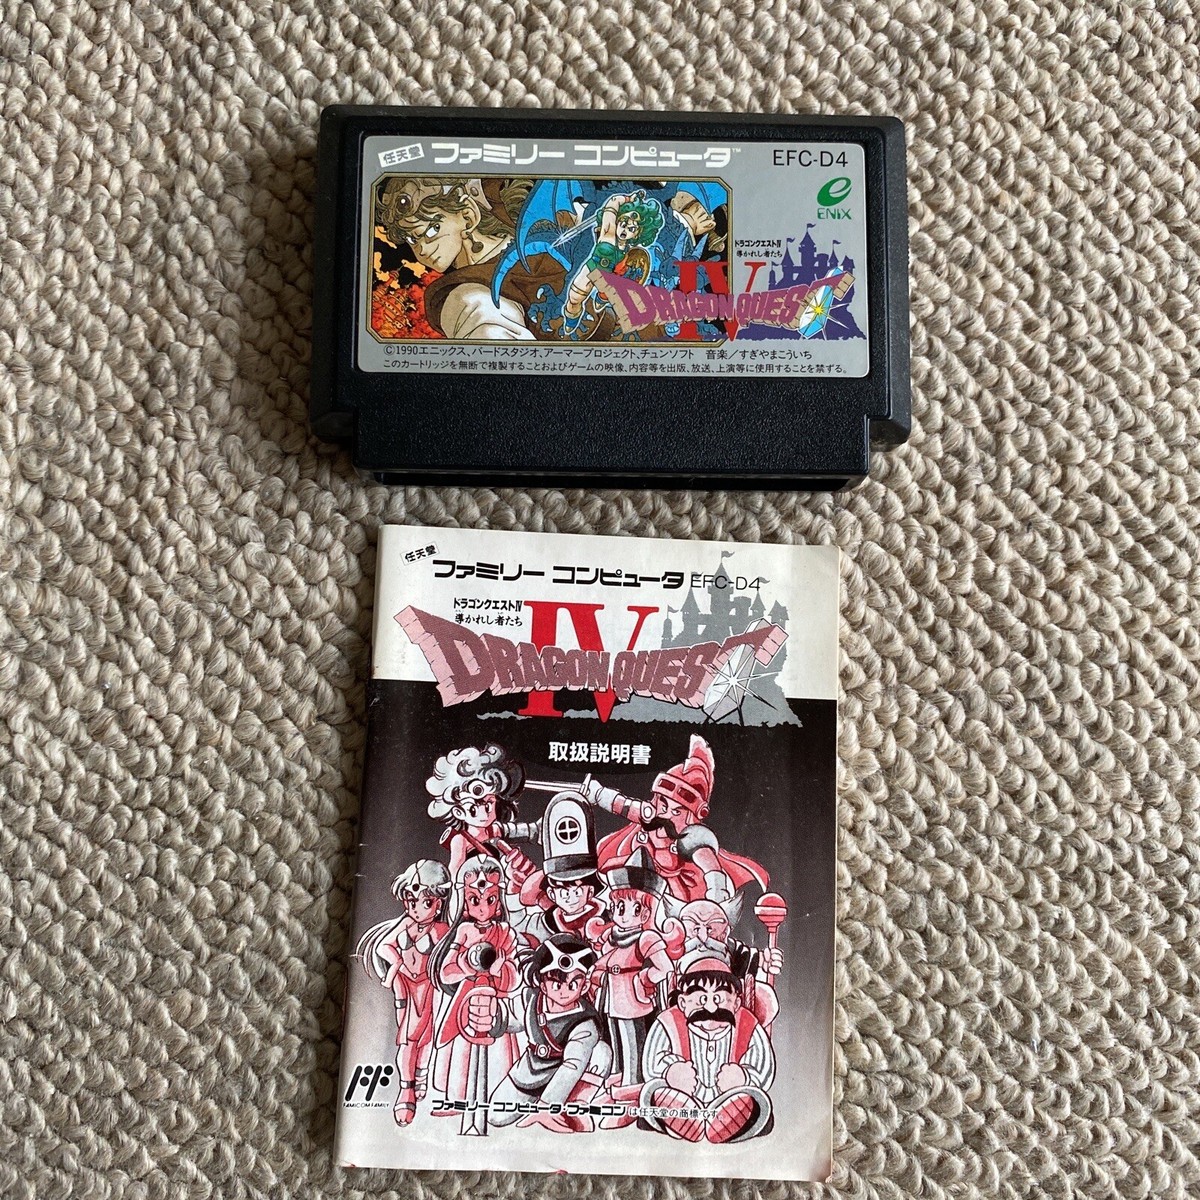 任天堂 ファミリー コンピュータ™ EFC-D4
e
ENIX
ドラゴンクエストIV
導かれし者たち
IV
DRAGON QUEST
©1990エニックス、バードスタジオ、アーマープロジェクト、チュンソフト 音楽/すぎやまこういち
このカートリッジを無断で複製することおよびゲームの映像、内容等を出版、放送、上演等に使用することを禁ずる。
任天堂 ファミリー コンピュータ EFC-D4
ドラゴンクエストIV
導かれし者たち
IV
DRAGON QUEST
取扱説明書
FF
FAMICOM FAMILY
ファミリー コンピュータ・ファミコンは任天堂の商標です。